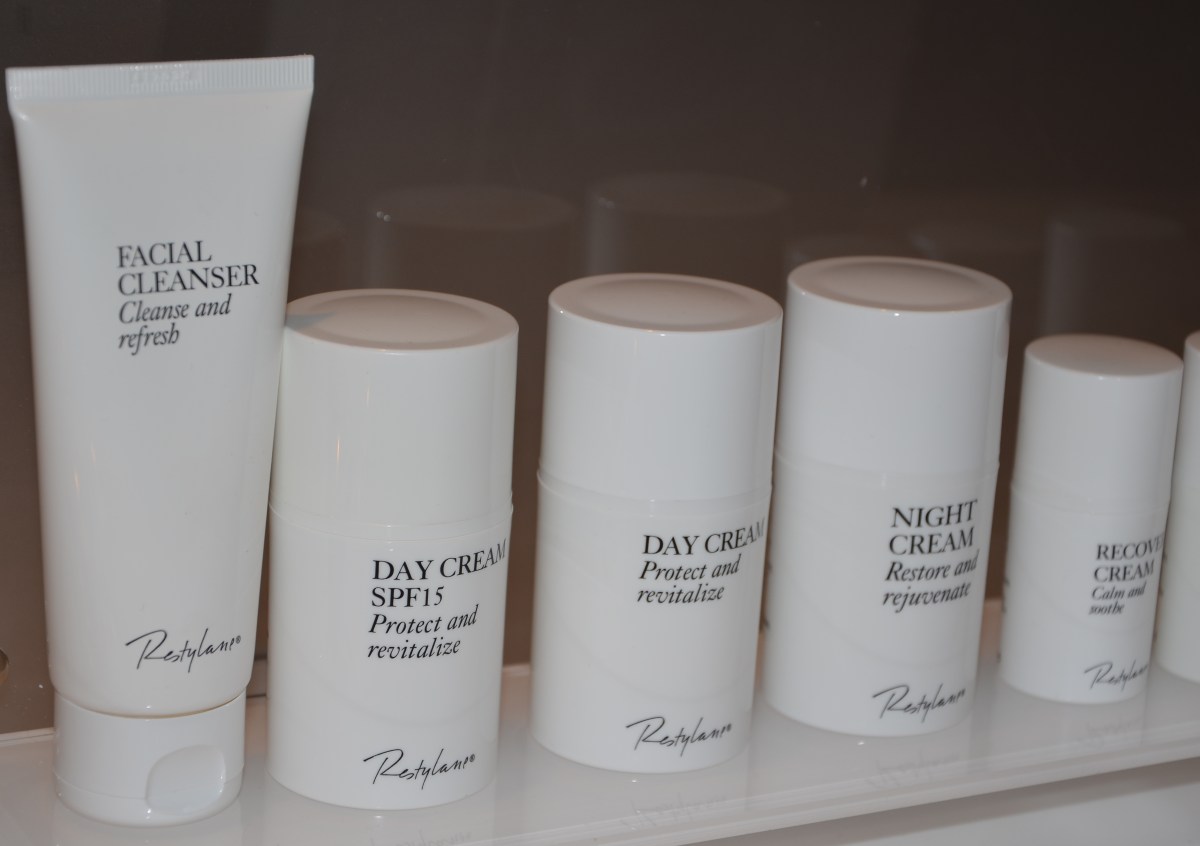 FACIAL
CLEANSER
Cleanse and
refresh
Restylane®
DAY CREAM
SPF15
Protect and
revitalize
Restylane®
DAY CREAM
Protect and
revitalize
Restylane®
NIGHT
CREAM
Restore and
rejuvenate
Restylane®
RECOVE
CREAM
Calm and
soothe
Restylane